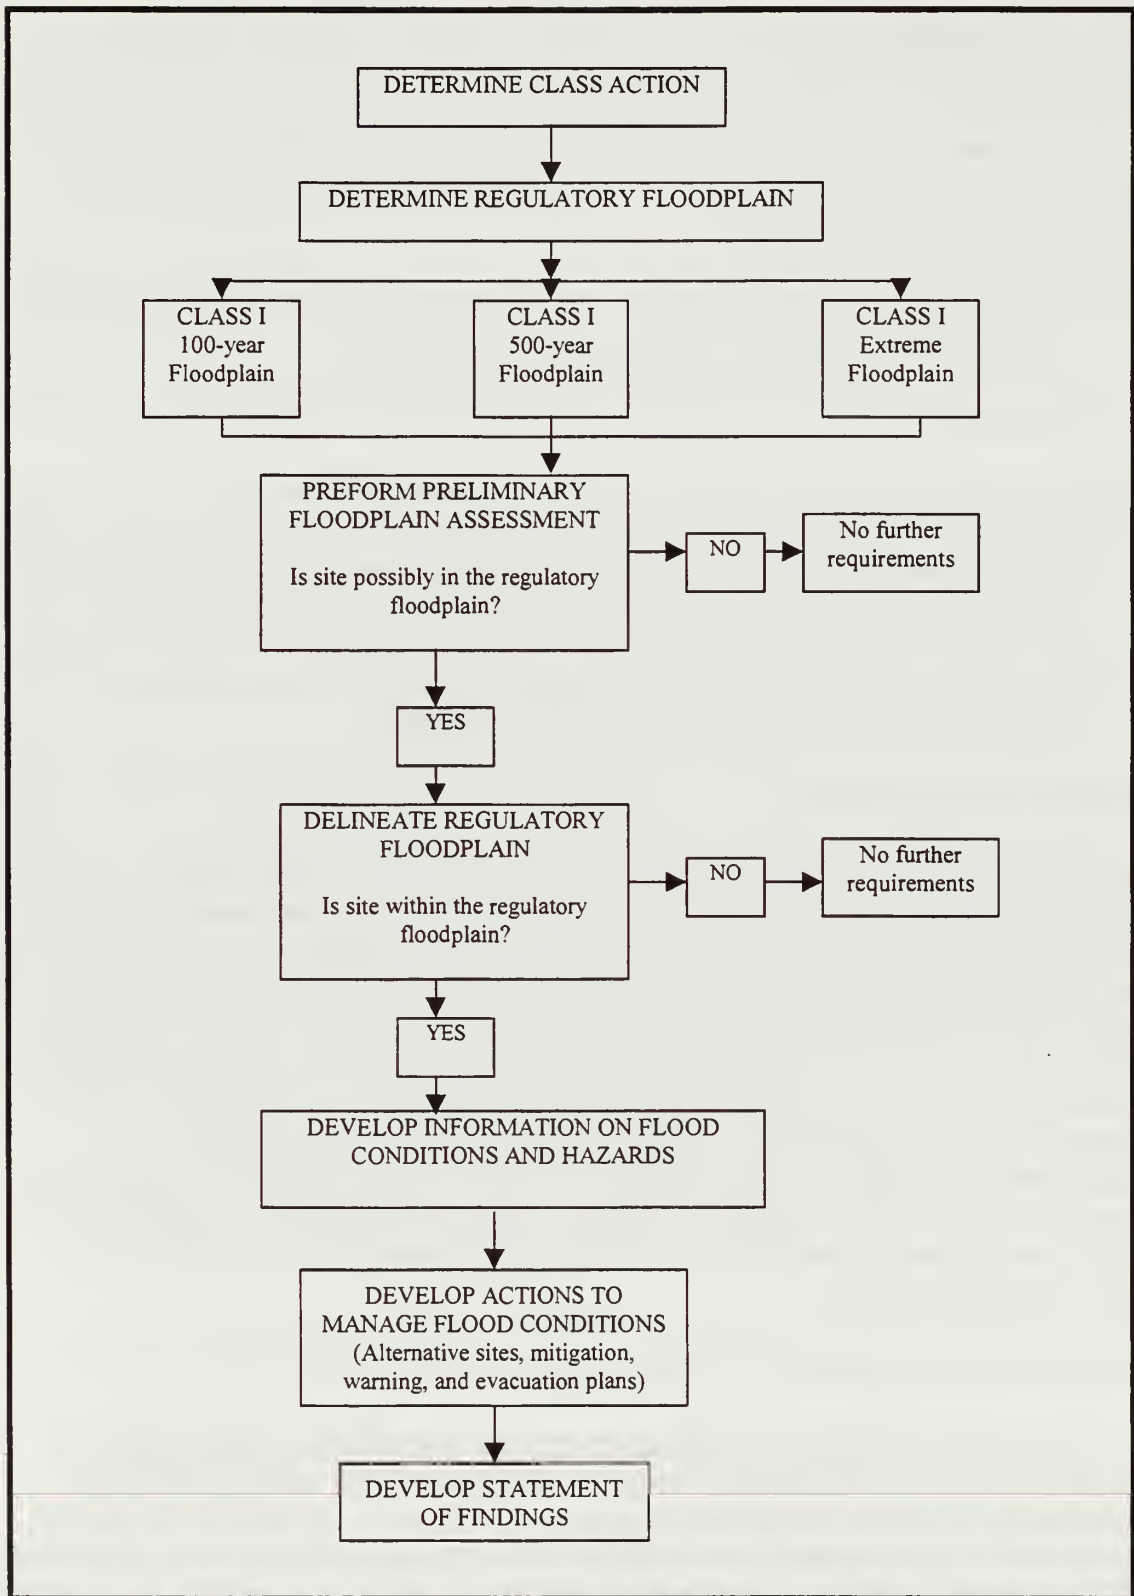 DETERMINE CLASS ACTION
DETERMINE REGULATORY FLOODPLAIN
CLASS I
100-year
Floodplain
CLASS I
500-year
Floodplain
CLASS I
Extreme
Floodplain
PREFORM PRELIMINARY
FLOODPLAIN ASSESSMENT
Is site possibly in the regulatory
floodplain?
NO
No further
requirements
YES
DELINEATE REGULATORY
FLOODPLAIN
Is site within the regulatory
floodplain?
NO
No further
requirements
YES
DEVELOP INFORMATION ON FLOOD
CONDITIONS AND HAZARDS
DEVELOP ACTIONS TO
MANAGE FLOOD CONDITIONS
(Alternative sites, mitigation,
warning, and evacuation plans)
DEVELOP STATEMENT
OF FINDINGS